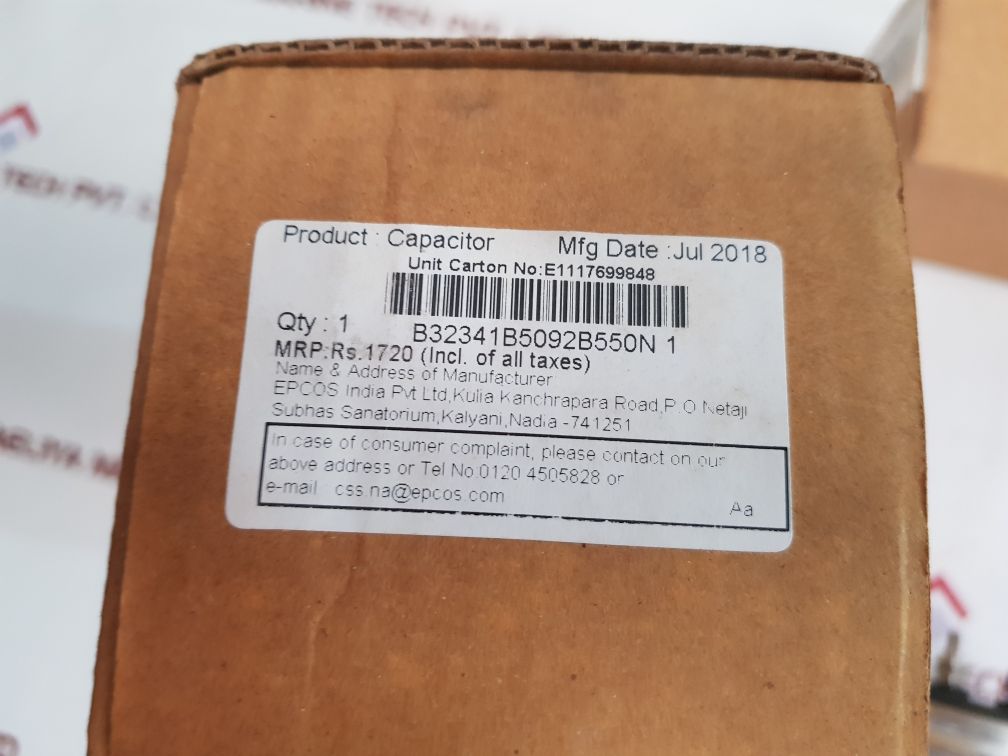 Product : Capacitor Mfg Date :Jul 2018
Unit Carton No:E1117699848
Qty : 1 B32341B5092B550N 1
MRP:Rs.1720 (Incl. of all taxes)
Name & Address of Manufacturer
EPCOS India Pvt Ltd,Kulia Kanchrapara Road,P.O Netaji
Subhas Sanatorium,Kalyani,Nadia -741251
In case of consumer complaint, please contact on our
above address or Tel No:0120 4505828 or
e-mail : css.na@epcos.com
Aa
TECH PVT.